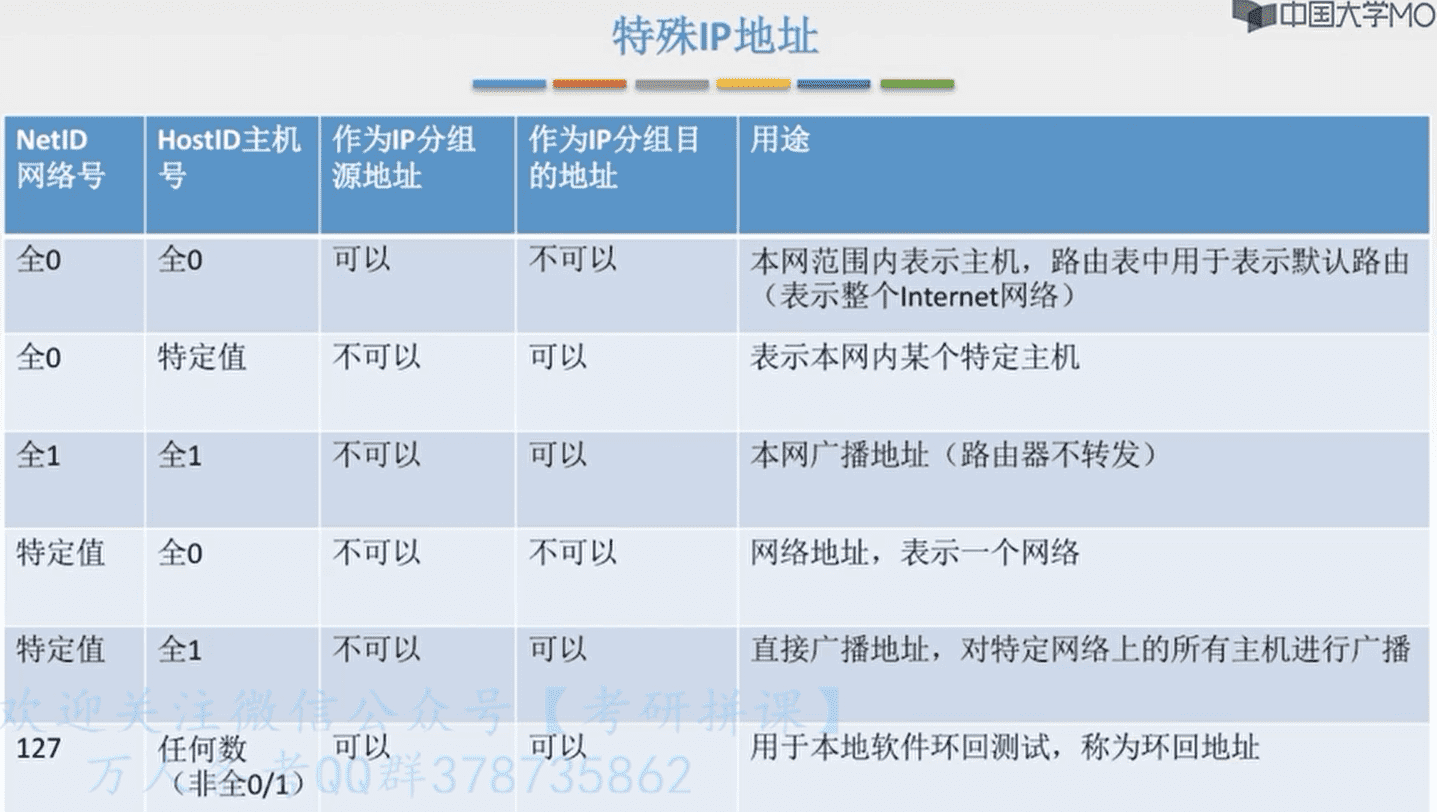 中国大学MO
特殊IP地址
NetID
网络号
HostID主机
号
作为IP分组
源地址
作为IP分组目
的地址
用途
全0
全0
可以
不可以
本网范围内表示主机，路由表中用于表示默认路由
（表示整个Internet网络）
全0
特定值
不可以
可以
表示本网内某个特定主机
全1
全1
不可以
可以
本网广播地址（路由器不转发）
特定值
全0
不可以
不可以
网络地址，表示一个网络
特定值
全1
不可以
可以
直接广播地址，对特定网络上的所有主机进行广播
欢迎关注微信公众号【考研拼课】
127
任何数
（非全0/1）
可以
可以
用于本地软件环回测试，称为环回地址
万人 考QQ群378735862